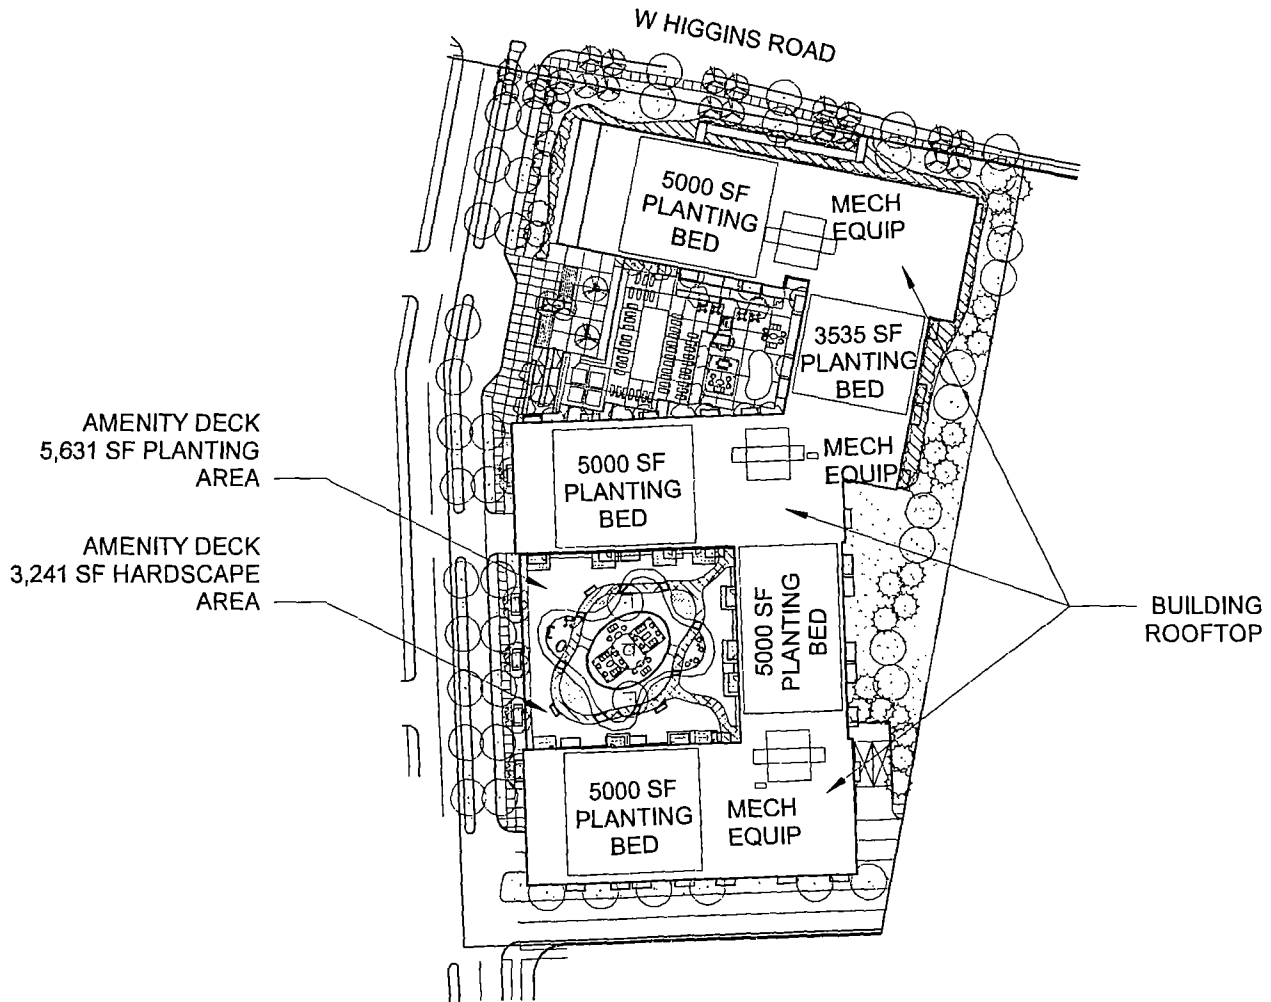 W HIGGINS ROAD
5000 SF
PLANTING
BED
MECH
EQUIP
3535 SF
PLANTING
BED
AMENITY DECK
5,631 SF PLANTING
AREA
5000 SF
PLANTING
BED
MECH
EQUIP
AMENITY DECK
3,241 SF HARDSCAPE
AREA
5000 SF
PLANTING
BED
BUILDING
ROOFTOP
5000 SF
PLANTING
BED
MECH
EQUIP